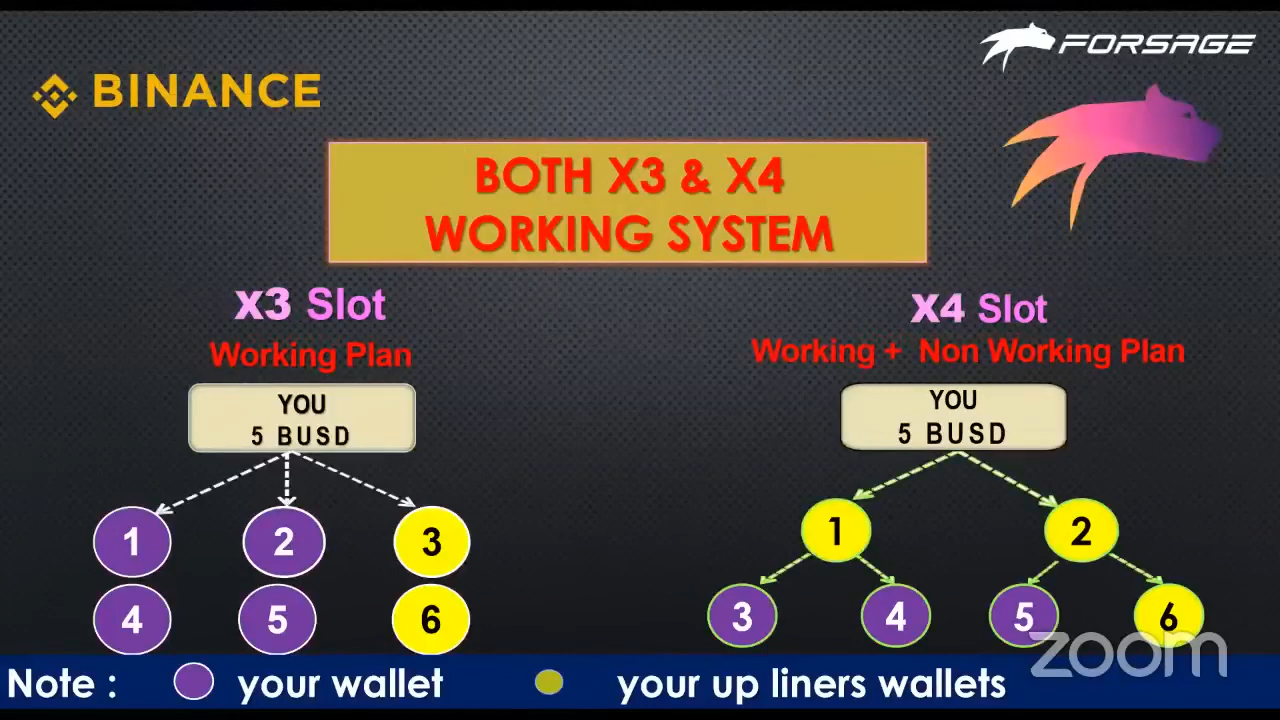 FORSAGE
BINANCE
BOTH X3 & X4
WORKING SYSTEM
X3 Slot
Working Plan
YOU
5 BUSD
1 2 3
4 5 6
X4 Slot
Working + Non Working Plan
YOU
5 BUSD
1 2
3 4 5 6
zoom
Note : your wallet your up liners wallets